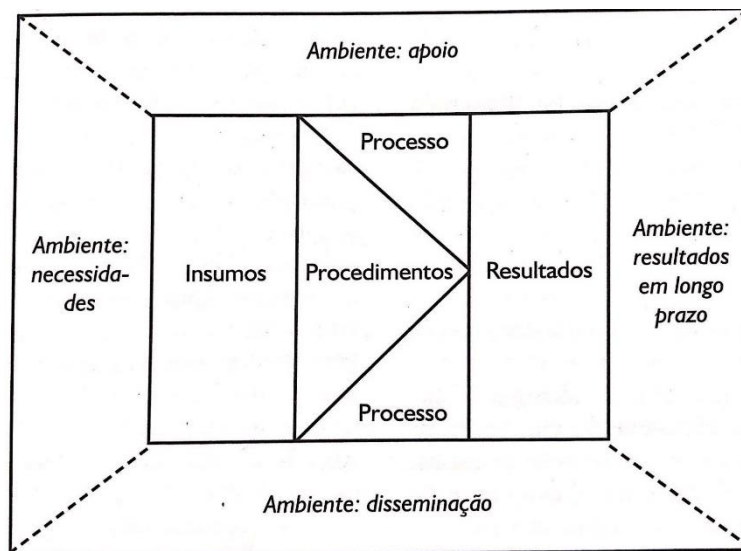 Ambiente: apoio
Processo
Ambiente:
necessida-
des
Insumos
Procedimentos
Resultados
Ambiente:
resultados
em longo
prazo
Processo
Ambiente: disseminação